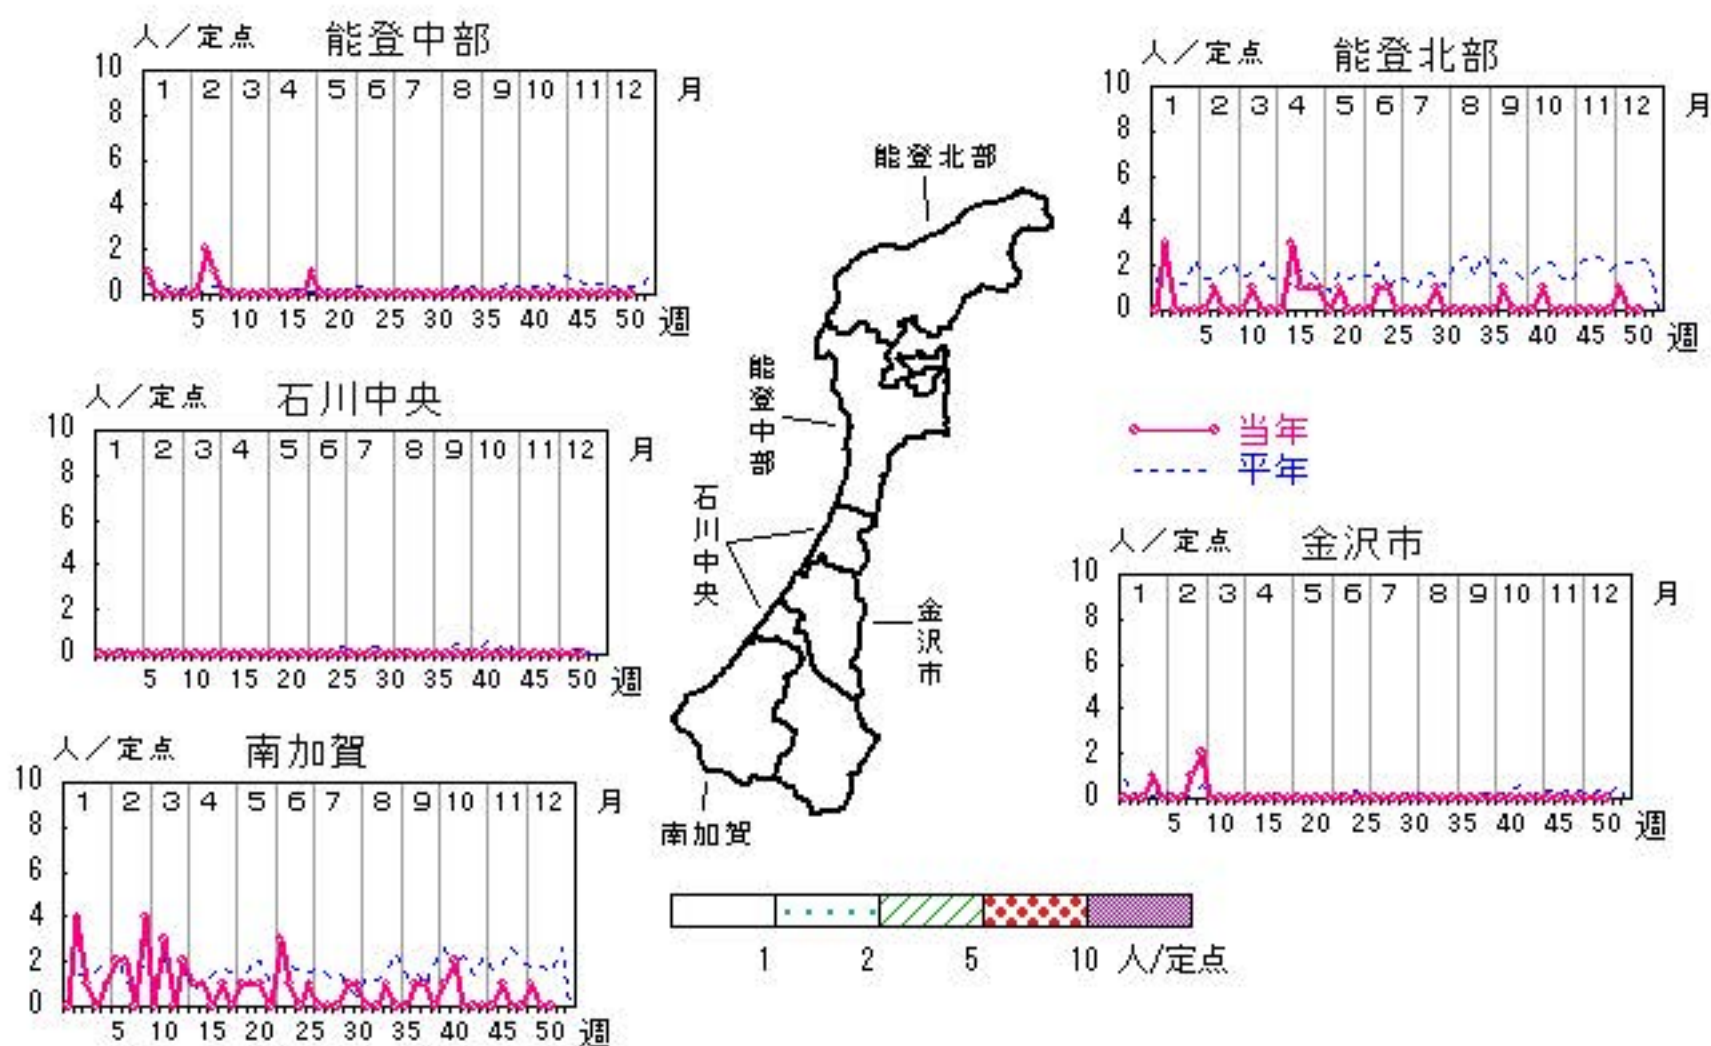 人／定点 能登中部
10 8 6 4 2 0
1 2 3 4 5 6 7 8 9 10 11 12 月
5 10 15 20 25 30 35 40 45 50 週
人／定点 能登北部
10 8 6 4 2 0
1 2 3 4 5 6 7 8 9 10 11 12 月
5 10 15 20 25 30 35 40 45 50 週
人／定点 石川中央
10 8 6 4 2 0
1 2 3 4 5 6 7 8 9 10 11 12 月
5 10 15 20 25 30 35 40 45 50 週
能登北部
能登中部
石川中央
金沢市
南加賀
当年
平年
人／定点 金沢市
10 8 6 4 2 0
1 2 3 4 5 6 7 8 9 10 11 12 月
5 10 15 20 25 30 35 40 45 50 週
人／定点 南加賀
10 8 6 4 2 0
1 2 3 4 5 6 7 8 9 10 11 12 月
5 10 15 20 25 30 35 40 45 50 週
1 2 5 10 人/定点